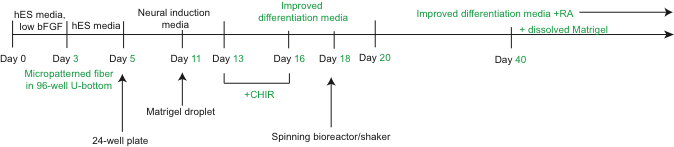 hES media,
low bFGF
hES media
Neural induction
media
Improved
differentiation media
Improved differentiation media +RA
+ dissolved Matrigel
Day 0
Day 3
Day 5
Day 11
Day 13
Day 16
Day 18
Day 20
Day 40
Micropatterned fiber
in 96-well U-bottom
+CHIR
Matrigel droplet
24-well plate
Spinning bioreactor/shaker